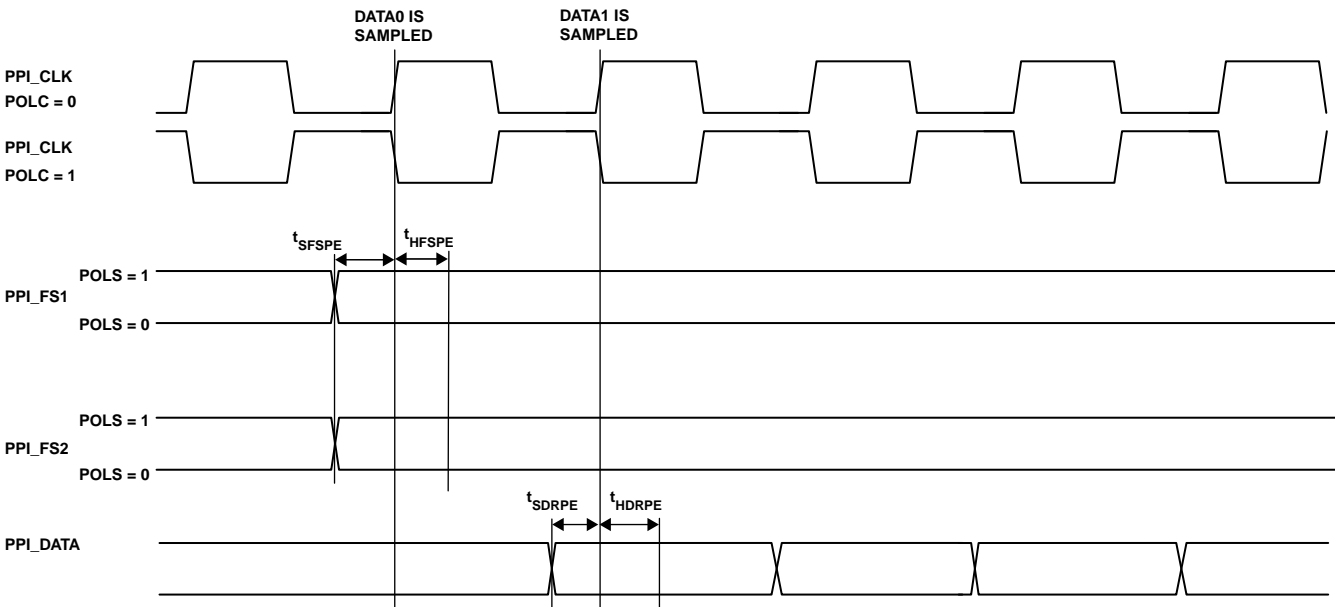 DATA0 IS
SAMPLED
DATA1 IS
SAMPLED
PPI_CLK
POLC = 0
PPI_CLK
POLC = 1
tSFSPE
tHFSPE
POLS = 1
PPI_FS1
POLS = 0
POLS = 1
PPI_FS2
POLS = 0
tSDRPE
tHDRPE
PPI_DATA